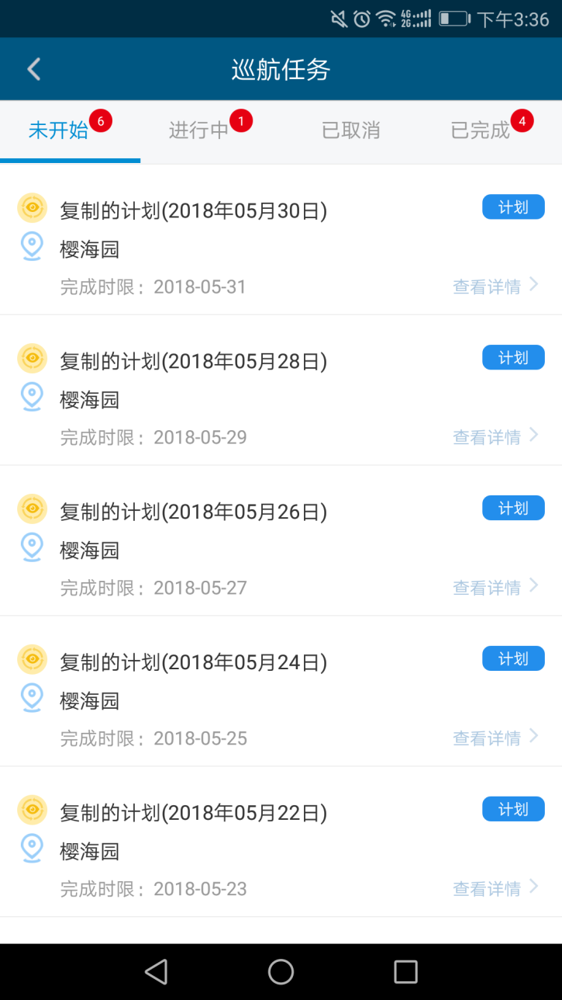 4G 2G 下午3:36
巡航任务
未开始 6 进行中 1 已取消 已完成 4
复制的计划(2018年05月30日) 计划
樱海园
完成时限：2018-05-31 查看详情
复制的计划(2018年05月28日) 计划
樱海园
完成时限：2018-05-29 查看详情
复制的计划(2018年05月26日) 计划
樱海园
完成时限：2018-05-27 查看详情
复制的计划(2018年05月24日) 计划
樱海园
完成时限：2018-05-25 查看详情
复制的计划(2018年05月22日) 计划
樱海园
完成时限：2018-05-23 查看详情